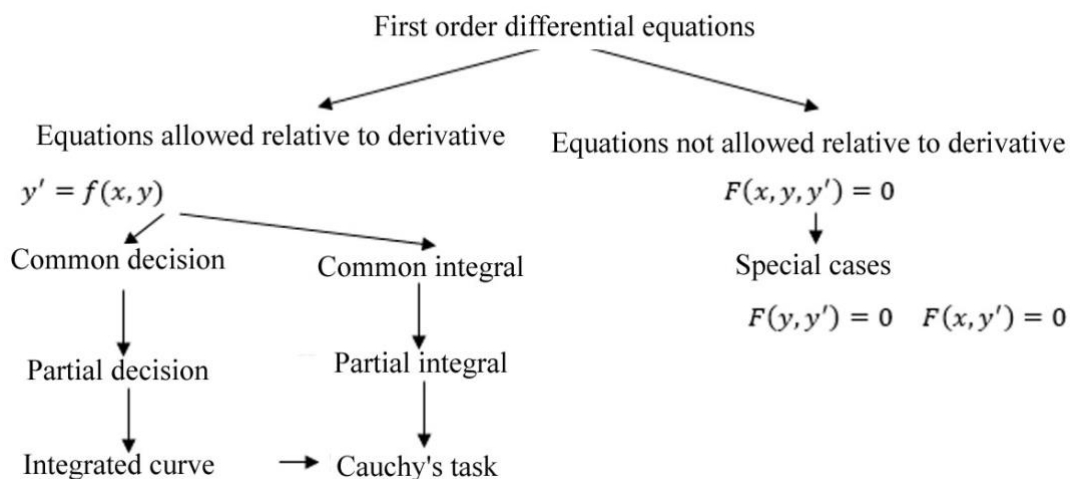 First order differential equations
Equations allowed relative to derivative
Equations not allowed relative to derivative
y′ = f(x, y)
F(x, y, y′) = 0
Common decision
Common integral
Special cases
F(y, y′) = 0 F(x, y′) = 0
Partial decision
Partial integral
Integrated curve
Cauchy's task